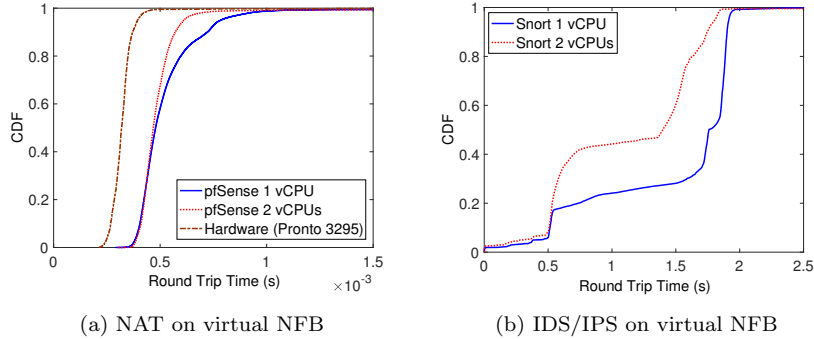 1
0.8
0.6
0.4
0.2
0
CDF
pfSense 1 vCPU
pfSense 2 vCPUs
Hardware (Pronto 3295)
0 0.5 1 1.5
Round Trip Time (s)
×10⁻³
(a) NAT on virtual NFB
1
0.8
0.6
0.4
0.2
0
CDF
Snort 1 vCPU
Snort 2 vCPUs
0 0.5 1 1.5 2 2.5
Round Trip Time (s)
(b) IDS/IPS on virtual NFB